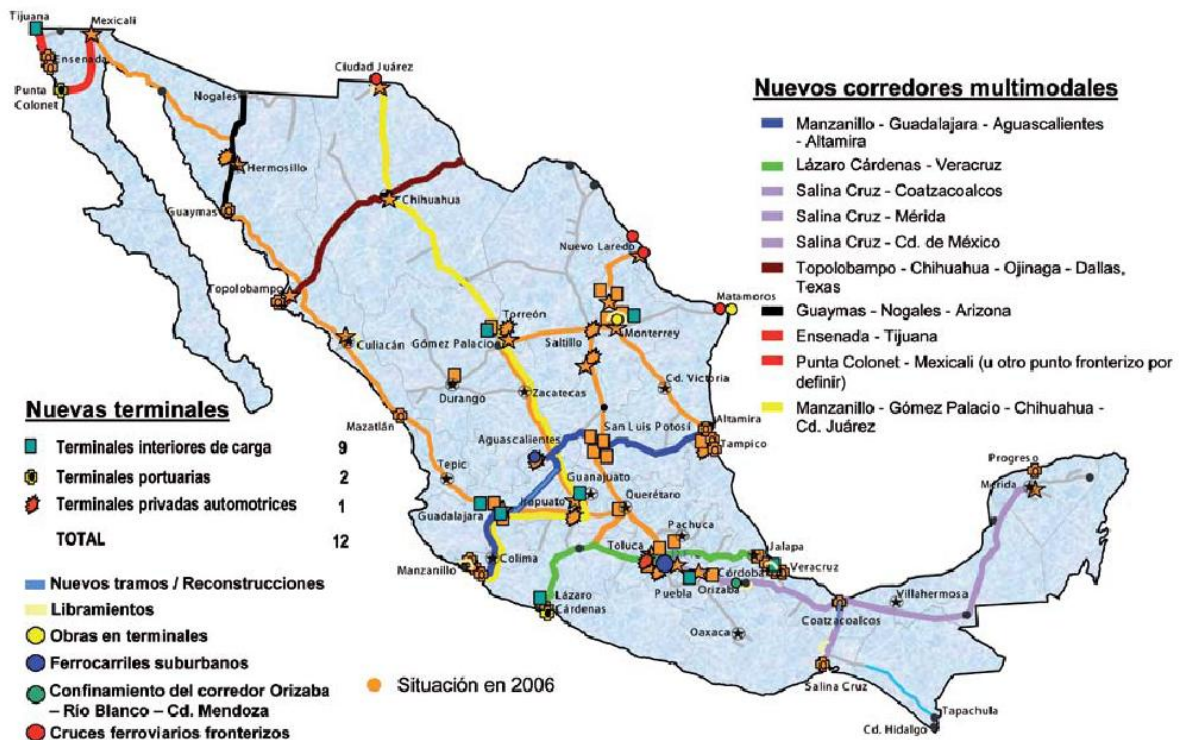 Tijuana
Mexicali
Ensenada
Punta
Colonet
Nogales
Ciudad Juárez
Hermosillo
Guaymas
Chihuahua
Topolobampo
Culiacán
Nuevo Laredo
Matamoros
Torreón
Gómez Palacio
Saltillo
Monterrey
Durango
Zacatecas
Cd. Victoria
Mazatlán
Aguascalientes
San Luis Potosí
Altamira
Tampico
Tepic
Guanajuato
Irapuato
Querétaro
Guadalajara
Pachuca
Toluca
Jalapa
Manzanillo
Colima
Veracruz
Córdoba
Puebla
Orizaba
Lázaro
Cárdenas
Oaxaca
Progreso
Mérida
Villahermosa
Coatzacoalcos
Salina Cruz
Tapachula
Cd. Hidalgo
Nuevos corredores multimodales
Manzanillo - Guadalajara - Aguascalientes
- Altamira
Lázaro Cárdenas - Veracruz
Salina Cruz - Coatzacoalcos
Salina Cruz - Mérida
Salina Cruz - Cd. de México
Topolobampo - Chihuahua - Ojinaga - Dallas,
Texas
Guaymas - Nogales - Arizona
Ensenada - Tijuana
Punta Colonet - Mexicali (u otro punto fronterizo por
definir)
Manzanillo - Gómez Palacio - Chihuahua -
Cd. Juárez
Nuevas terminales
Terminales interiores de carga 9
Terminales portuarias 2
Terminales privadas automotrices 1
TOTAL 12
Nuevos tramos / Reconstrucciones
Libramientos
Obras en terminales
Ferrocarriles suburbanos
Confinamiento del corredor Orizaba
– Río Blanco – Cd. Mendoza
Cruces ferroviarios fronterizos
Situación en 2006